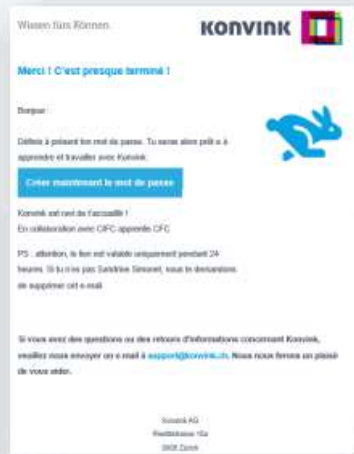 Wissen fürs Können.
KONVINK
Merci ! C'est presque terminé !
Bonjour
Définis à présent ton mot de passe. Tu seras alors prêt·e à
apprendre et travailler avec Konvink.
Créer maintenant le mot de passe
Konvink est ravi de t'accueillir !
En collaboration avec CIFC apprentis CFC
PS : attention, le lien est valable uniquement pendant 24
heures. Si tu n'es pas Sandrine Simonet, nous te demandons
de supprimer cet e-mail.
Si vous avez des questions ou des retours d'informations concernant Konvink,
veuillez nous envoyer un e-mail à support@konvink.ch. Nous nous ferons un plaisir
de vous aider.
Konvink AG
Zürich